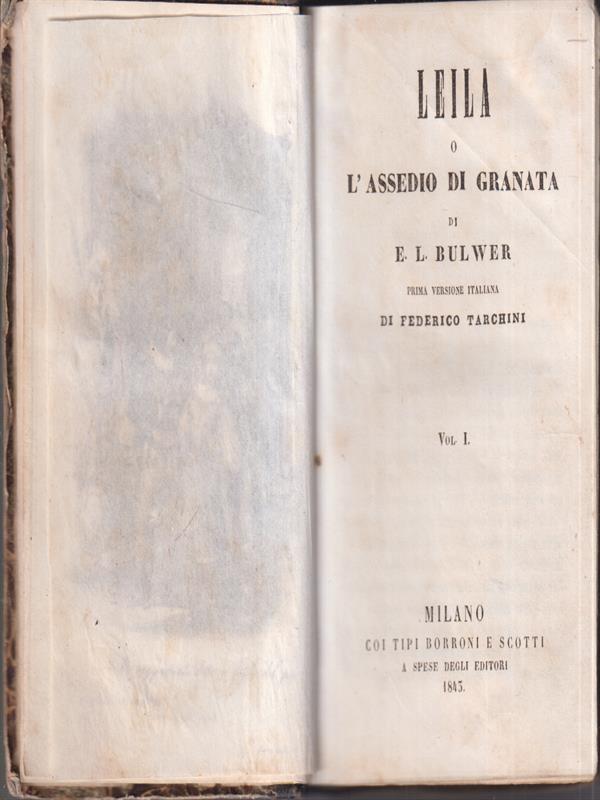 LEILA
O
L'ASSEDIO DI GRANATA
DI
E. L. BULWER
PRIMA VERSIONE ITALIANA
DI FEDERICO TARCHINI
VOL. I.
MILANO
COI TIPI BORRONI E SCOTTI
A SPESE DEGLI EDITORI
1843.